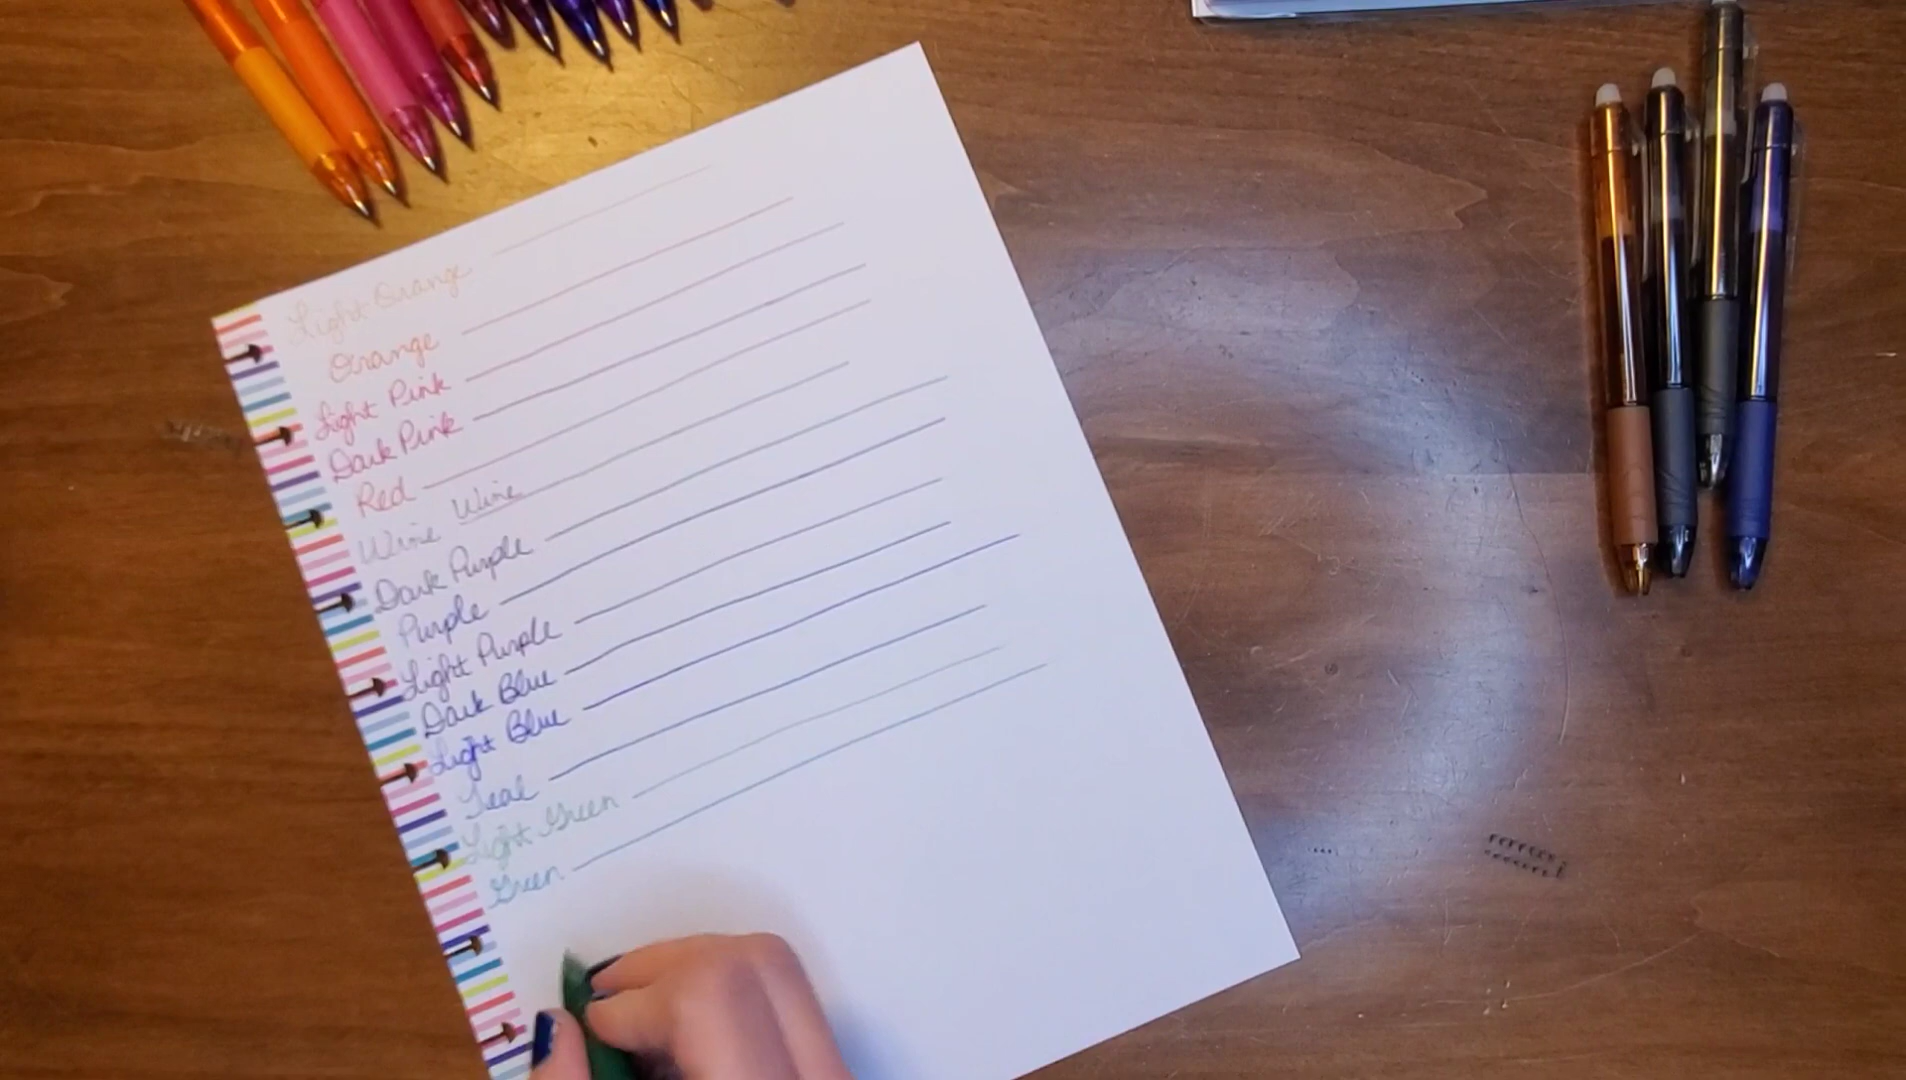 Light Orange
Orange
Light Pink
Dark Pink
Red
Wine Wine
Dark Purple
Purple
Light Purple
Dark Blue
Light Blue
Teal
Light Green
Green